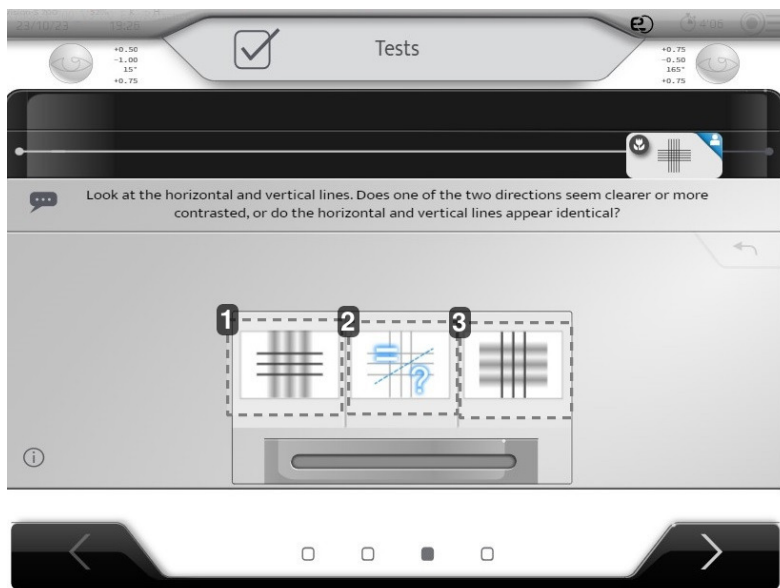 23/10/23 19:26
Tests
4'05
+0.50
-1.00
15°
+0.75
+0.75
-0.50
165°
+0.75
Look at the horizontal and vertical lines. Does one of the two directions seem clearer or more
contrasted, or do the horizontal and vertical lines appear identical?
1 2 3
= ?